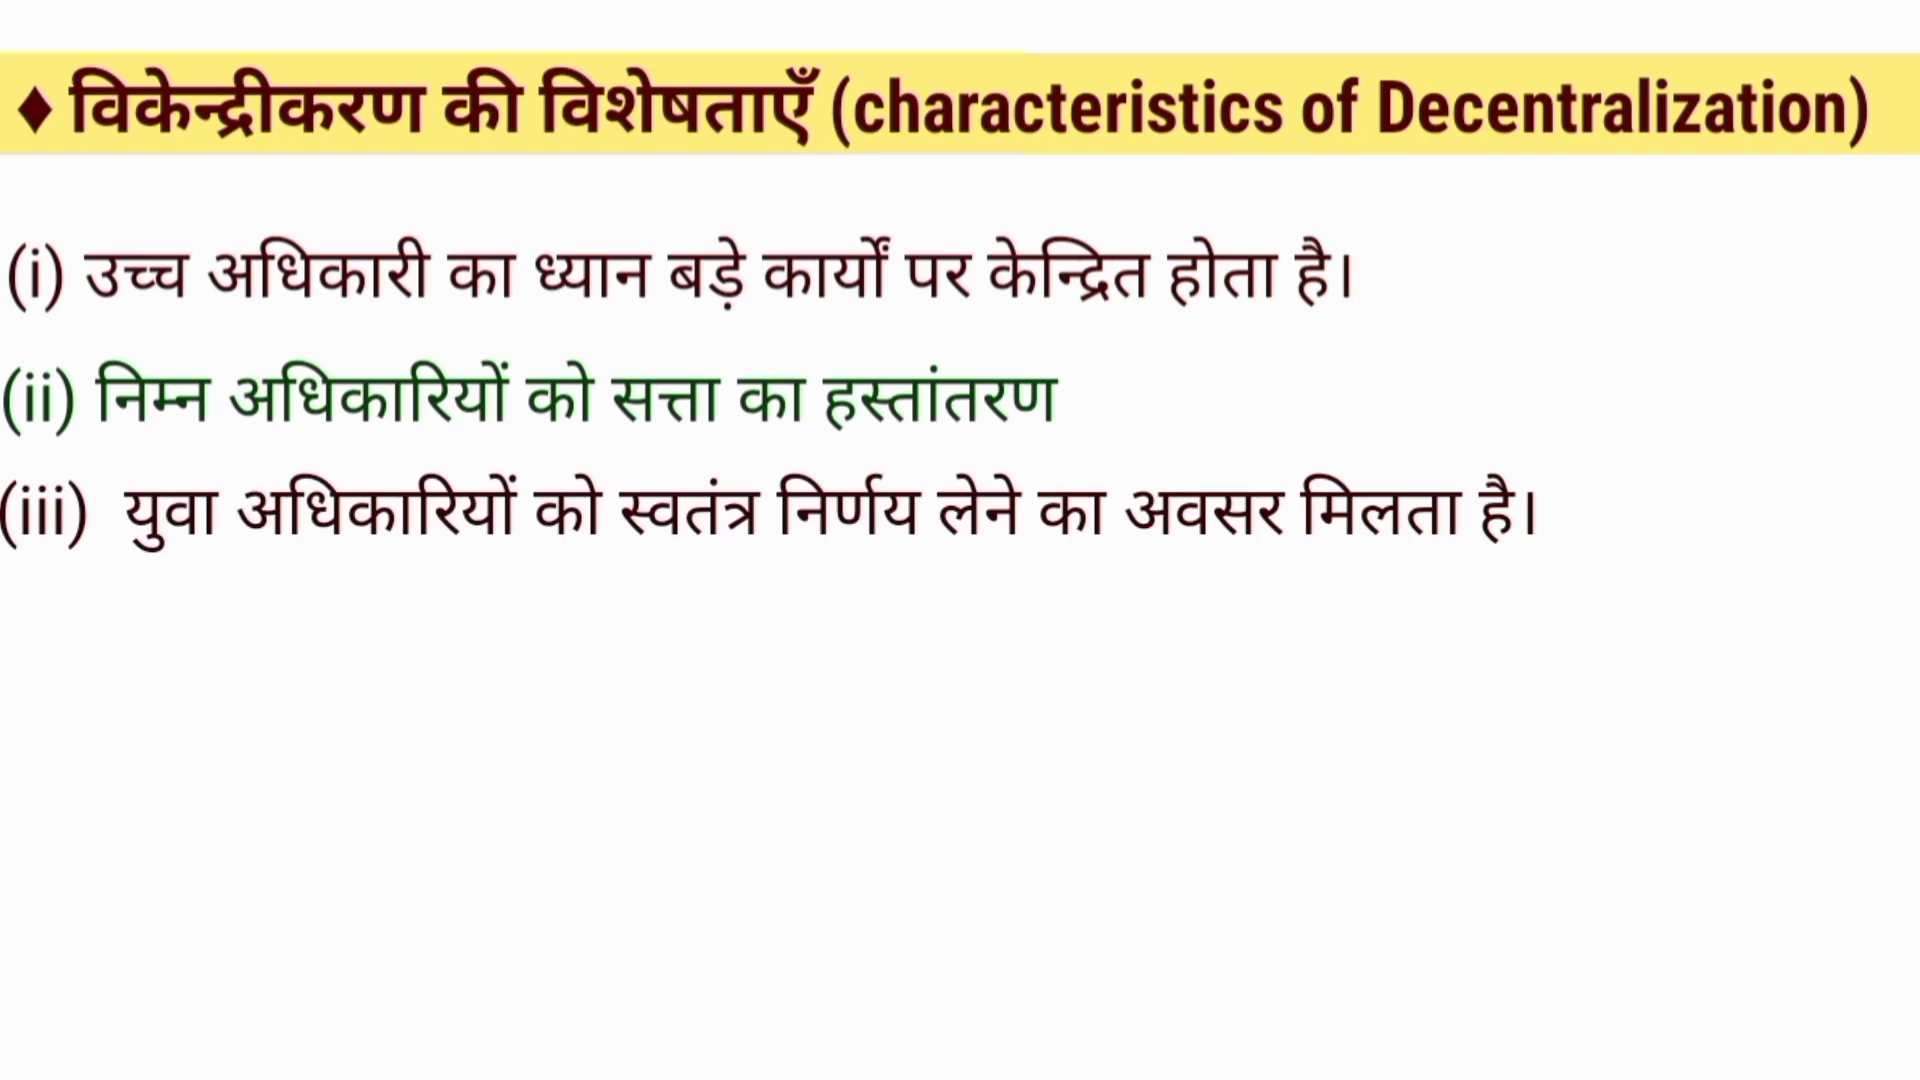 ♦ विकेन्द्रीकरण की विशेषताएँ (characteristics of Decentralization)
(i) उच्च अधिकारी का ध्यान बड़े कार्यों पर केन्द्रित होता है।
(ii) निम्न अधिकारियों को सत्ता का हस्तांतरण
(iii) युवा अधिकारियों को स्वतंत्र निर्णय लेने का अवसर मिलता है।